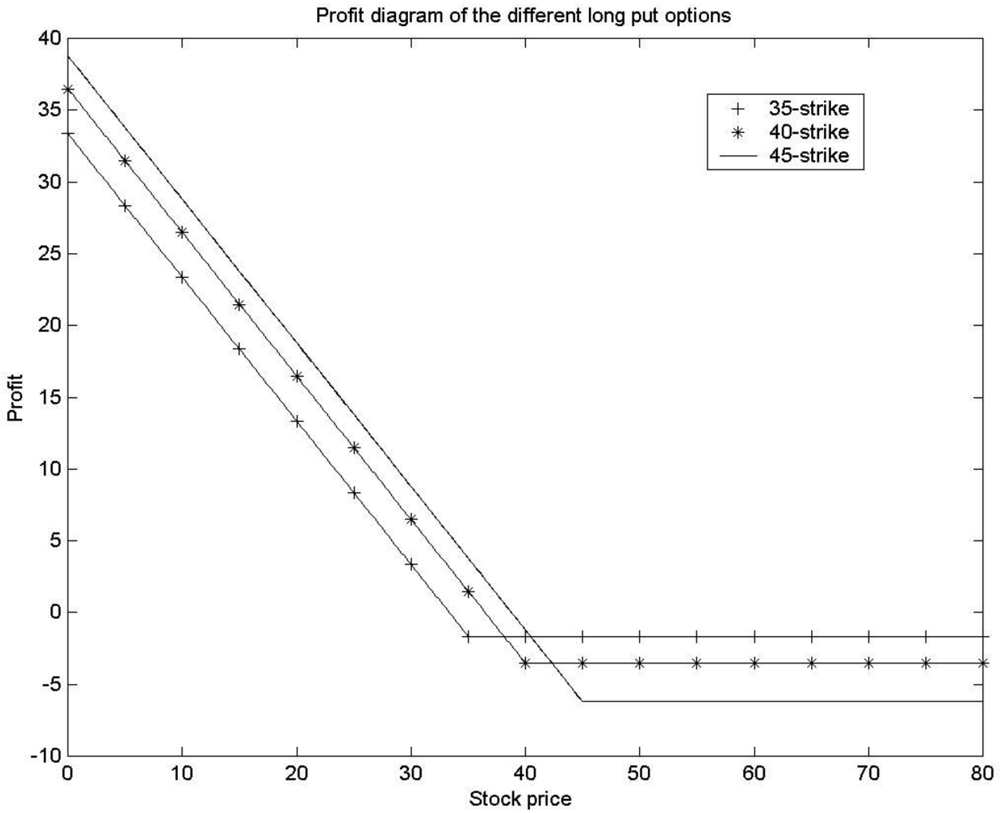 Profit diagram of the different long put options
40
35
30
25
20
15
10
5
0
-5
-10
Profit
35-strike
40-strike
45-strike
0 10 20 30 40 50 60 70 80
Stock price